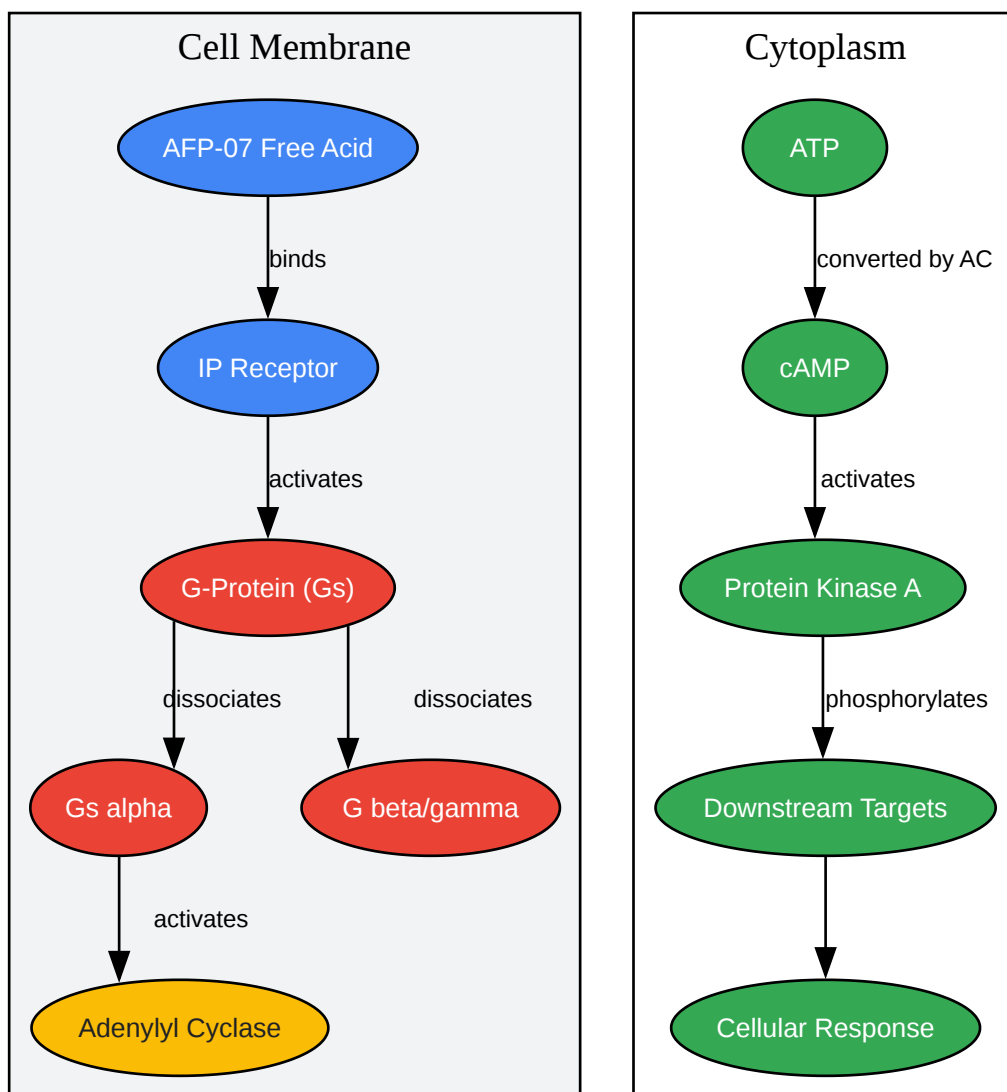 Cell Membrane
AFP-07 Free Acid
binds
IP Receptor
activates
G-Protein (Gs)
dissociates
dissociates
Gs alpha
G beta/gamma
activates
Adenylyl Cyclase
Cytoplasm
ATP
converted by AC
cAMP
activates
Protein Kinase A
phosphorylates
Downstream Targets
Cellular Response